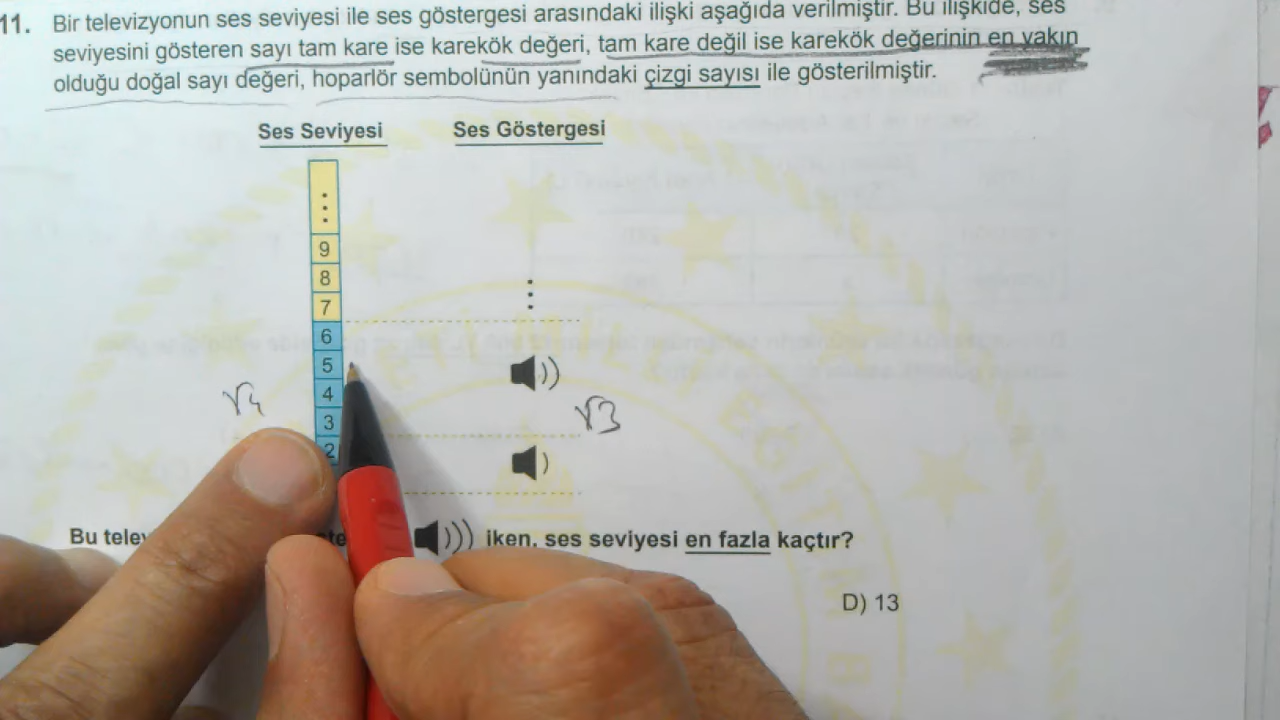 11. Bir televizyonun ses seviyesi ile ses göstergesi arasındaki ilişki aşağıda verilmiştir. Bu ilişkide, ses
seviyesini gösteren sayı tam kare ise karekök değeri, tam kare değil ise karekök değerinin en yakın
olduğu doğal sayı değeri, hoparlör sembolünün yanındaki çizgi sayısı ile gösterilmiştir.
Ses Seviyesi Ses Göstergesi
9
8
7
6
5
4
3
2
√4
√3
Bu iken, ses seviyesi en fazla kaçtır?
D) 13